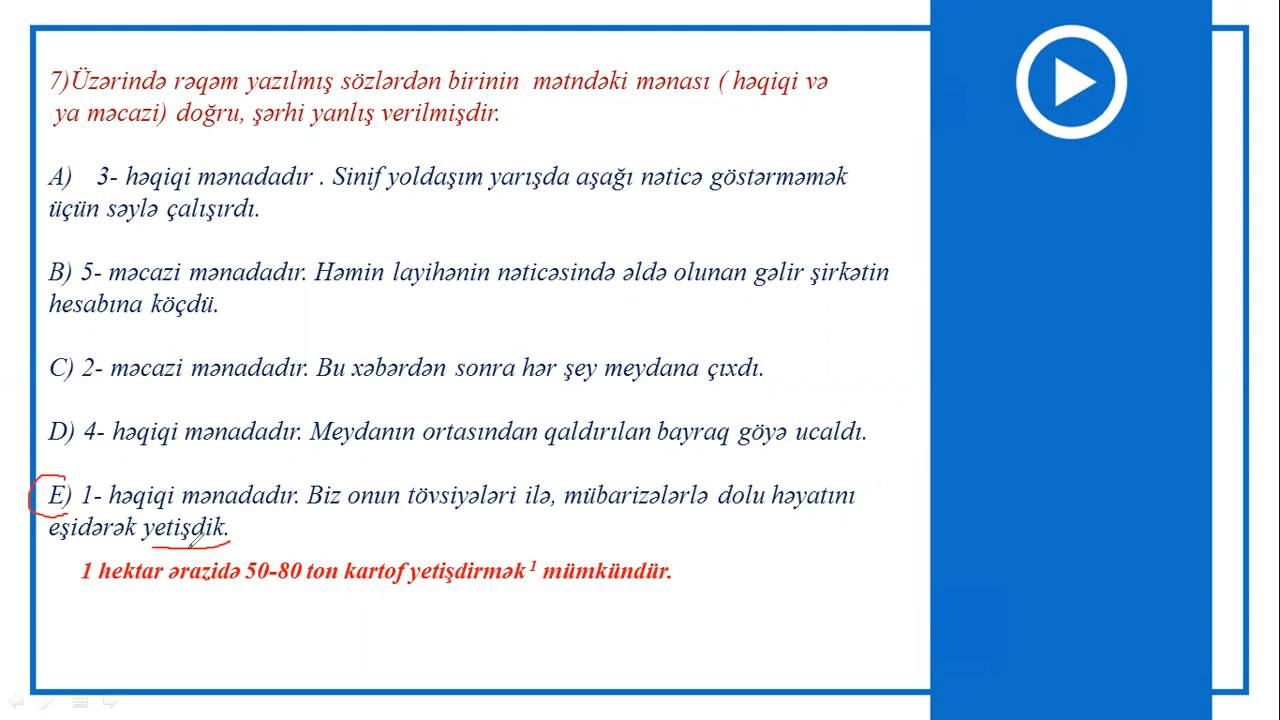 7)Üzərində rəqəm yazılmış sözlərdən birinin mətndəki mənası ( həqiqi və
ya məcazi) doğru, şərhi yanlış verilmişdir.
A) 3- həqiqi mənadadır . Sinif yoldaşım yarışda aşağı nəticə göstərməmək
üçün səylə çalışırdı.
B) 5- məcazi mənadadır. Həmin layihənin nəticəsində əldə olunan gəlir şirkətin
hesabına köçdü.
C) 2- məcazi mənadadır. Bu xəbərdən sonra hər şey meydana çıxdı.
D) 4- həqiqi mənadadır. Meydanın ortasından qaldırılan bayraq göyə ucaldı.
E) 1- həqiqi mənadadır. Biz onun tövsiyələri ilə, mübarizələrlə dolu həyatını
eşidərək yetişdik.
1 hektar ərazidə 50-80 ton kartof yetişdirmək ¹ mümkündür.